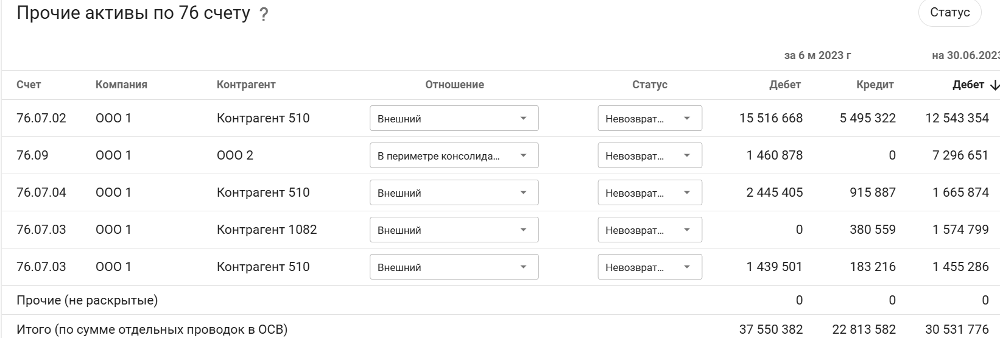 Прочие активы по 76 счету ?
Статус
за 6 м 2023 г на 30.06.2023
Счет Компания Контрагент Отношение Статус Дебет Кредит Дебет
76.07.02 ООО 1 Контрагент 510 Внешний Невозврат... 15 516 668 5 495 322 12 543 354
76.09 ООО 1 ООО 2 В периметре консолида... Невозврат... 1 460 878 0 7 296 651
76.07.04 ООО 1 Контрагент 510 Внешний Невозврат... 2 445 405 915 887 1 665 874
76.07.03 ООО 1 Контрагент 1082 Внешний Невозврат... 0 380 559 1 574 799
76.07.03 ООО 1 Контрагент 510 Внешний Невозврат... 1 439 501 183 216 1 455 286
Прочие (не раскрытые) 0 0 0
Итого (по сумме отдельных проводок в ОСВ) 37 550 382 22 813 582 30 531 776